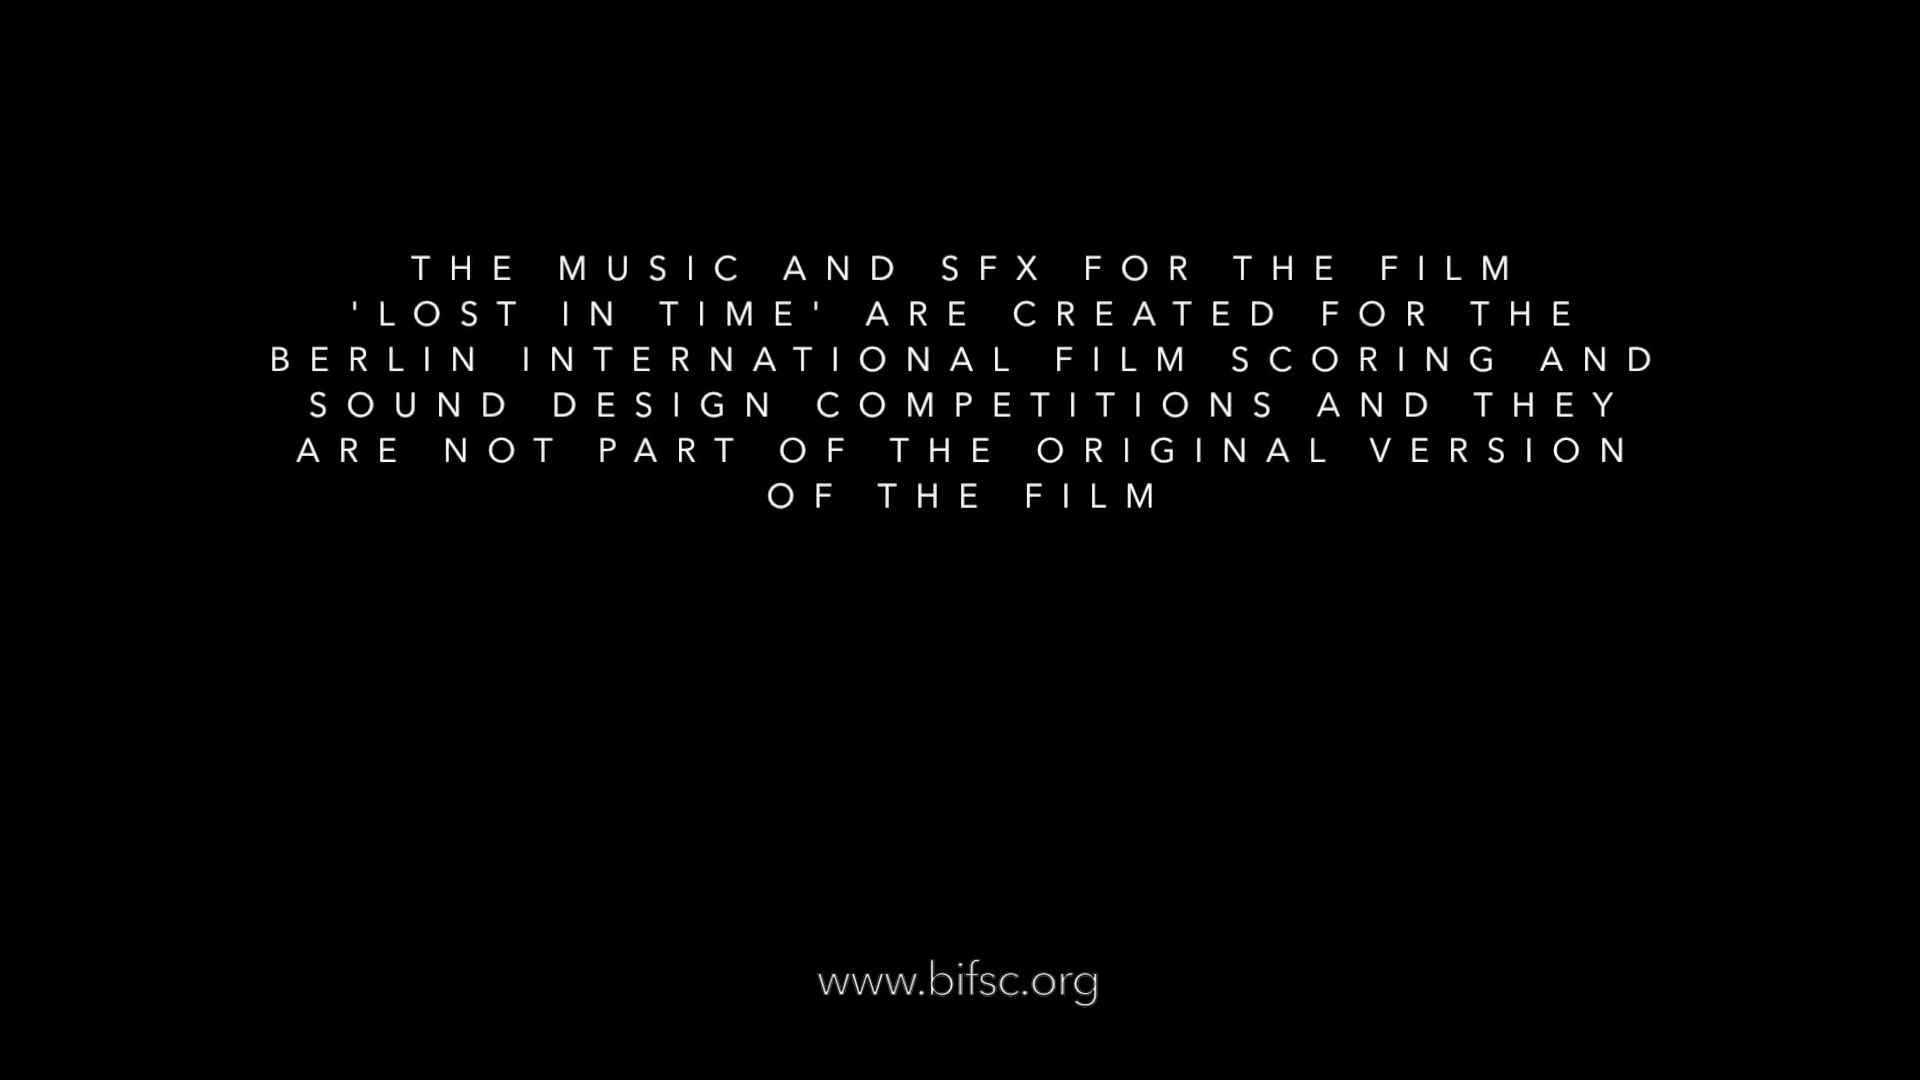 THE MUSIC AND SFX FOR THE FILM
'LOST IN TIME' ARE CREATED FOR THE
BERLIN INTERNATIONAL FILM SCORING AND
SOUND DESIGN COMPETITIONS AND THEY
ARE NOT PART OF THE ORIGINAL VERSION
OF THE FILM
www.bifsc.org